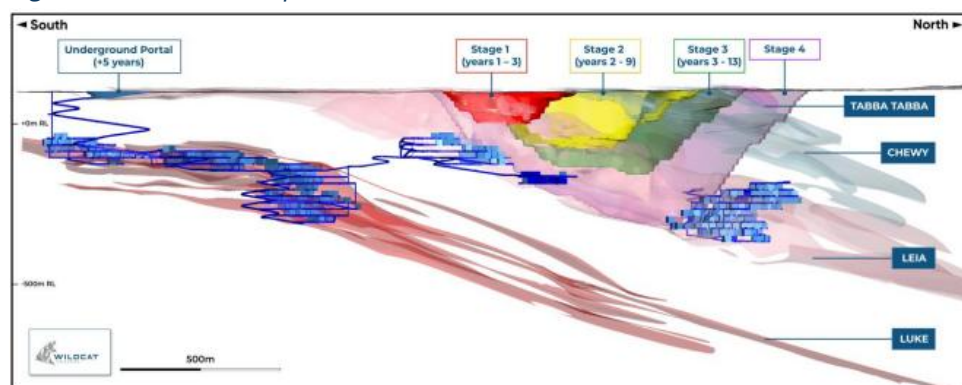 South
North
Underground Portal
(+5 years)
Stage 1
(years 1 – 3)
Stage 2
(years 2 - 9)
Stage 3
(years 3 - 13)
Stage 4
TABBA TABBA
+0m RL
CHEWY
LEIA
-500m RL
LUKE
WILDCAT
500m